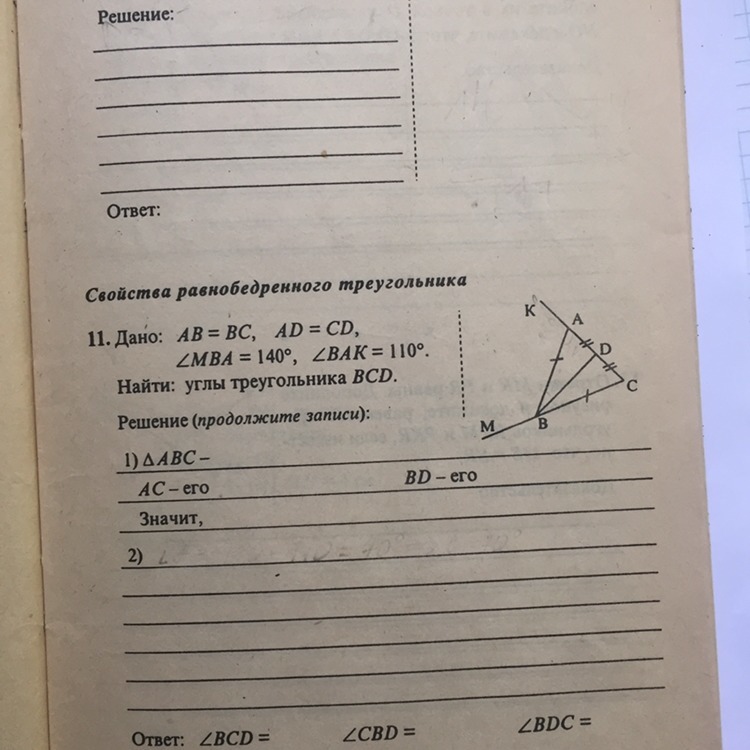 Решение:
Ответ:
Свойства равнобедренного треугольника
11. Дано: AB = BC, AD = CD,
∠MBA = 140°, ∠BAK = 110°.
Найти: углы треугольника BCD.
Решение (продолжите записи):
K
A
D
C
B
M
1) △ABC –
AC – его BD – его
Значит,
2)
Ответ: ∠BCD = ∠CBD = ∠BDC =